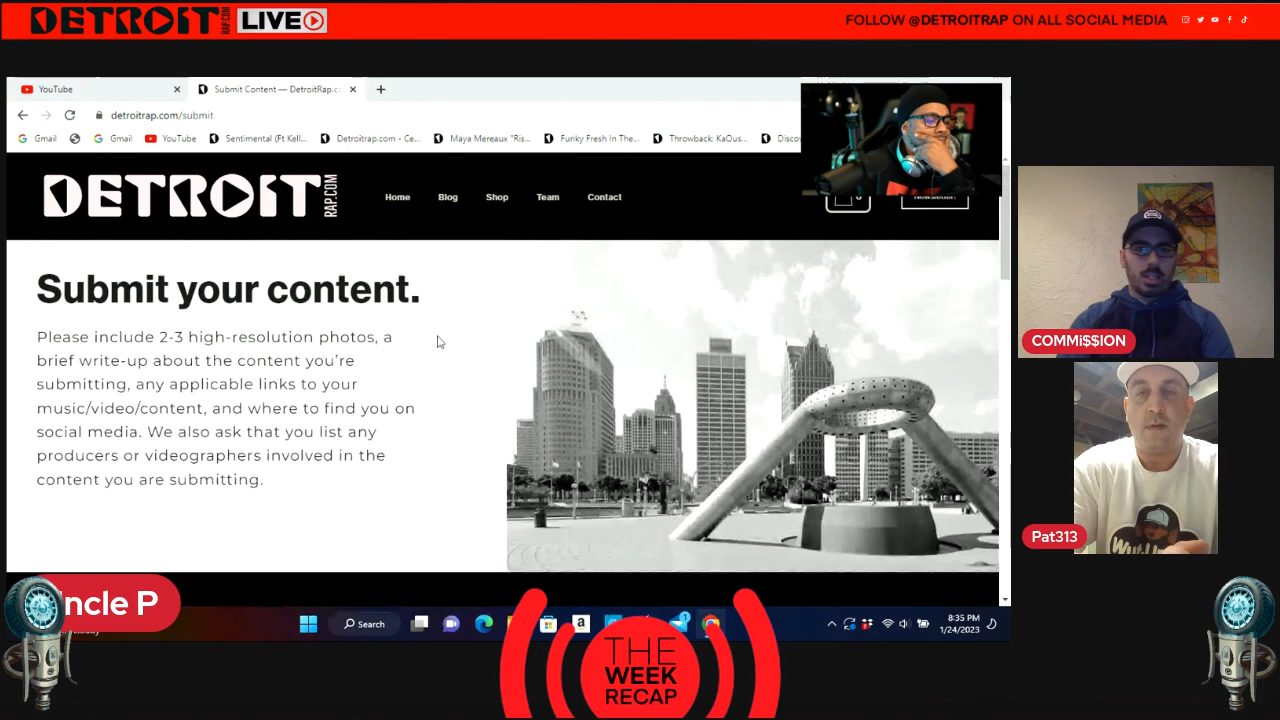 DETROIT RAP.COM LIVE
FOLLOW @DETROITRAP ON ALL SOCIAL MEDIA
YouTube
Submit Content — DetroitRap.c
detroitrap.com/submit
Gmail
Gmail
YouTube
Sentimental (Ft Kell...
Detroitrap.com - Ce...
Maya Mereaux "Ris...
Funky Fresh In The...
Throwback: KaOus...
Disco
DETROIT RAP.COM
Home
Blog
Shop
Team
Contact
Submit your content.
Please include 2-3 high-resolution photos, a
brief write-up about the content you're
submitting, any applicable links to your
music/video/content, and where to find you on
social media. We also ask that you list any
producers or videographers involved in the
content you are submitting.
COMMi$$ION
Pat313
ncle P
Search
8:35 PM
1/24/2023
THE
WEEK
RECAP